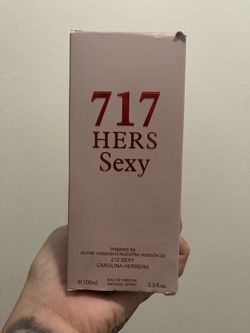 717
HERS
Sexy
Inspired by
NOTRE VERSION D'/NUESTRA VERSIÓN DE
212 SEXY
CAROLINA HERRERA
EAU DE PARFUM
NATURAL SPRAY
℮100ml
3.3 fl.oz.